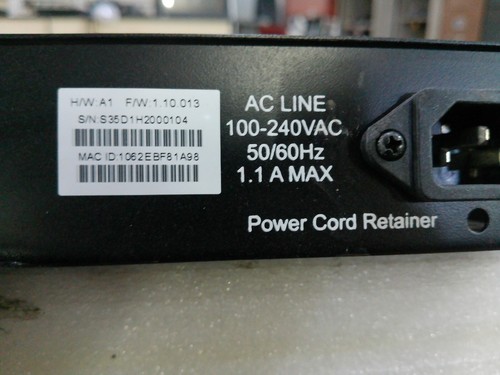 H/W:A1 F/W:1.10.013
S/N:S35D1H2000104
MAC ID:1062EBF81A98
AC LINE
100-240VAC
50/60Hz
1.1 A MAX
Power Cord Retainer